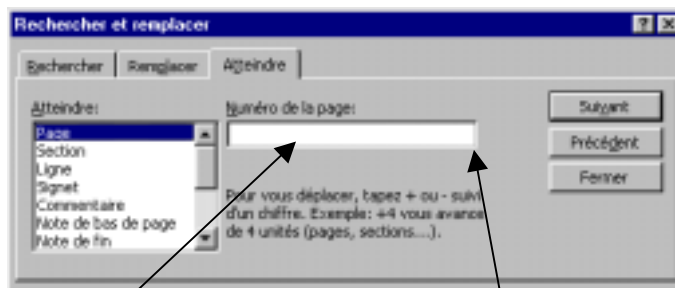 Rechercher et remplacer
Rechercher Remplacer Atteindre
Atteindre:
Page
Section
Ligne
Signet
Commentaire
Note de bas de page
Note de fin
Numéro de la page:
Pour vous déplacer, tapez + ou - suivi
d'un chiffre. Exemple: +4 vous avance
de 4 unités (pages, sections...).
Suivant
Précédent
Fermer